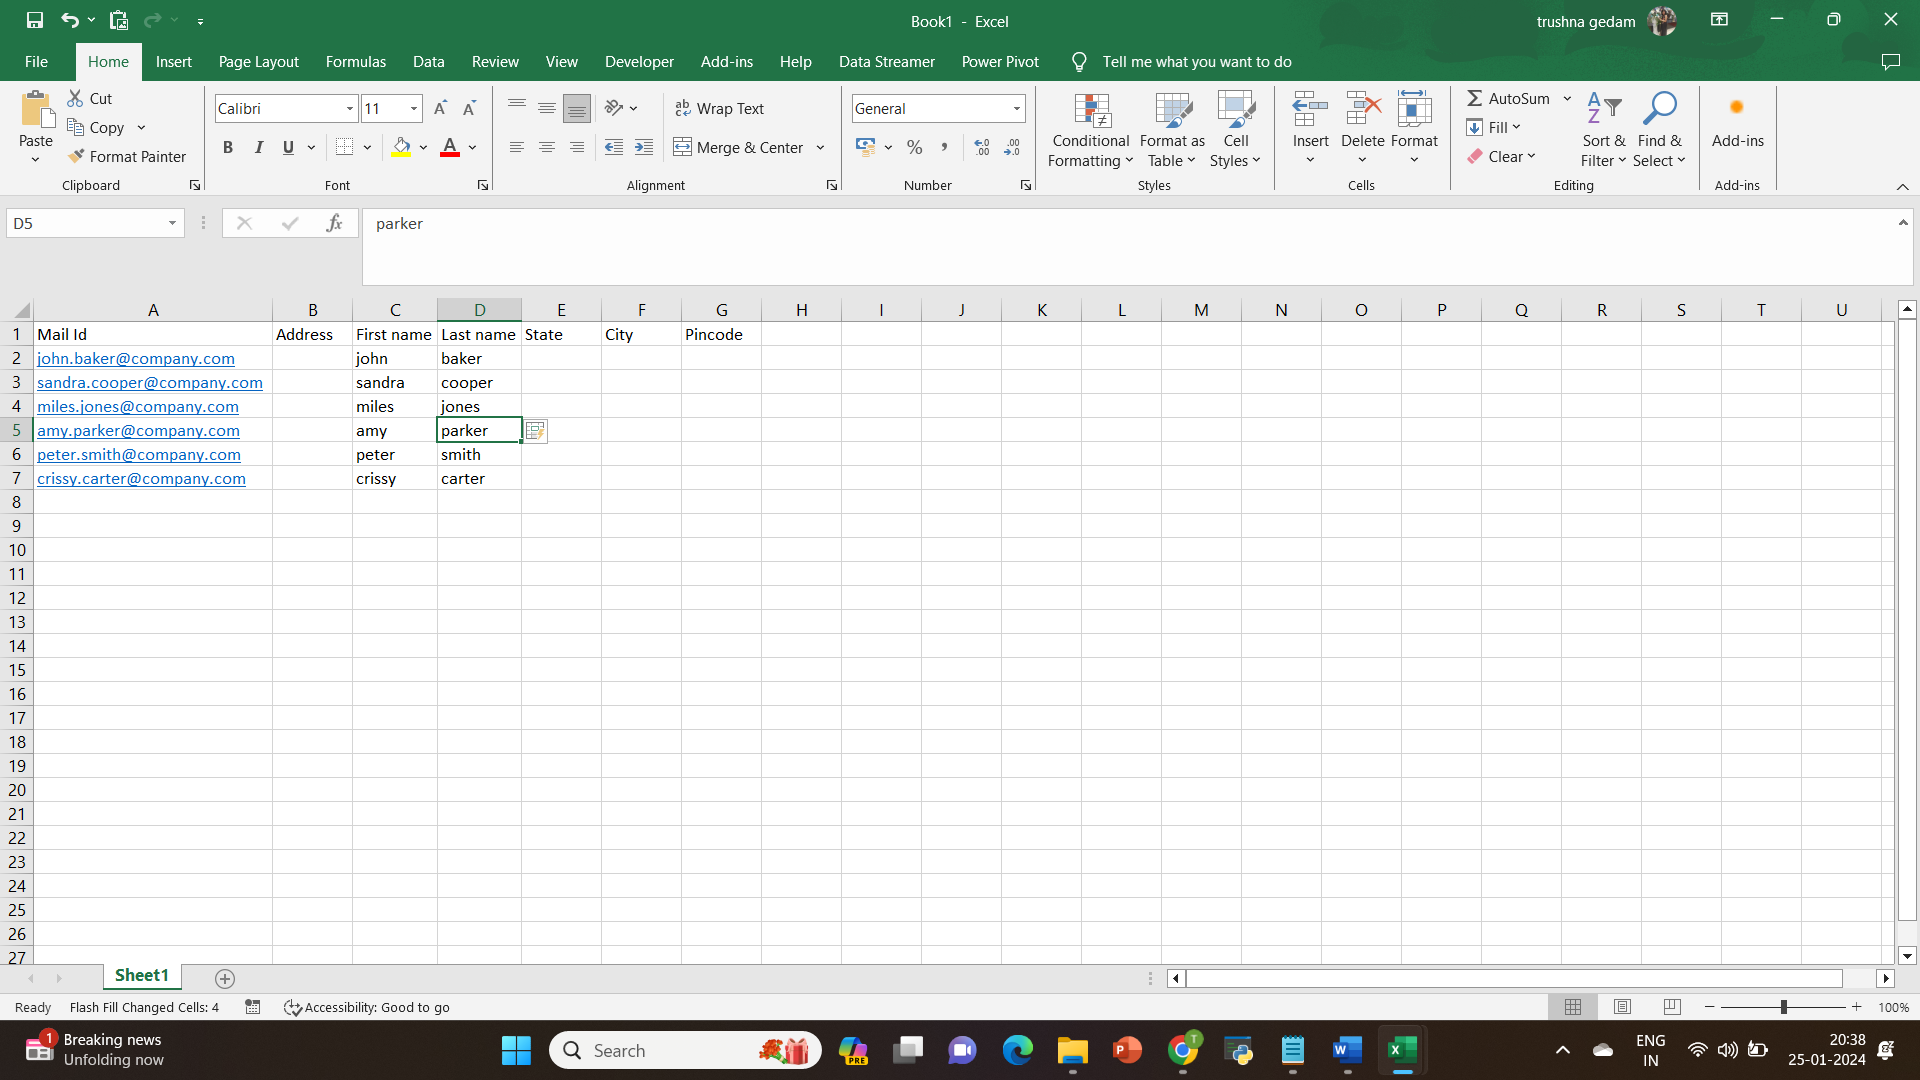 Book1 - Excel
trushna gedam
File Home Insert Page Layout Formulas Data Review View Developer Add-ins Help Data Streamer Power Pivot Tell me what you want to do
Paste
Cut
Copy
Format Painter
Clipboard
Calibri 11
B I U A
Font
Wrap Text
Merge & Center
Alignment
General
% ,
Number
Conditional Formatting
Format as Table
Cell Styles
Styles
Insert Delete Format
Cells
AutoSum
Fill
Clear
Sort & Filter
Find & Select
Editing
Add-ins
Add-ins
D5 fx parker
A B C D E F G H I J K L M N O P Q R S T U
1 Mail Id Address First name Last name State City Pincode
2 john.baker@company.com john baker
3 sandra.cooper@company.com sandra cooper
4 miles.jones@company.com miles jones
5 amy.parker@company.com amy parker
6 peter.smith@company.com peter smith
7 crissy.carter@company.com crissy carter
8
9
10
11
12
13
14
15
16
17
18
19
20
21
22
23
24
25
26
27
Sheet1
Ready Flash Fill Changed Cells: 4 Accessibility: Good to go 100%
1 Breaking news
Unfolding now
Search
PRE
T
ENG
IN
20:38
25-01-2024